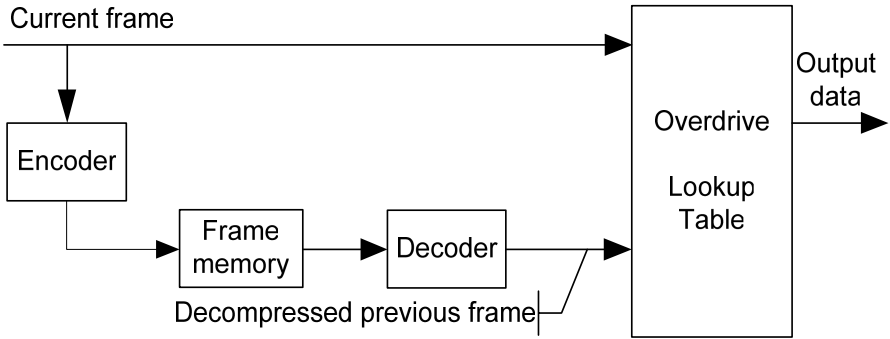 Current frame
Output
data
Encoder
Overdrive
Lookup
Table
Frame
memory
Decoder
Decompressed previous frame